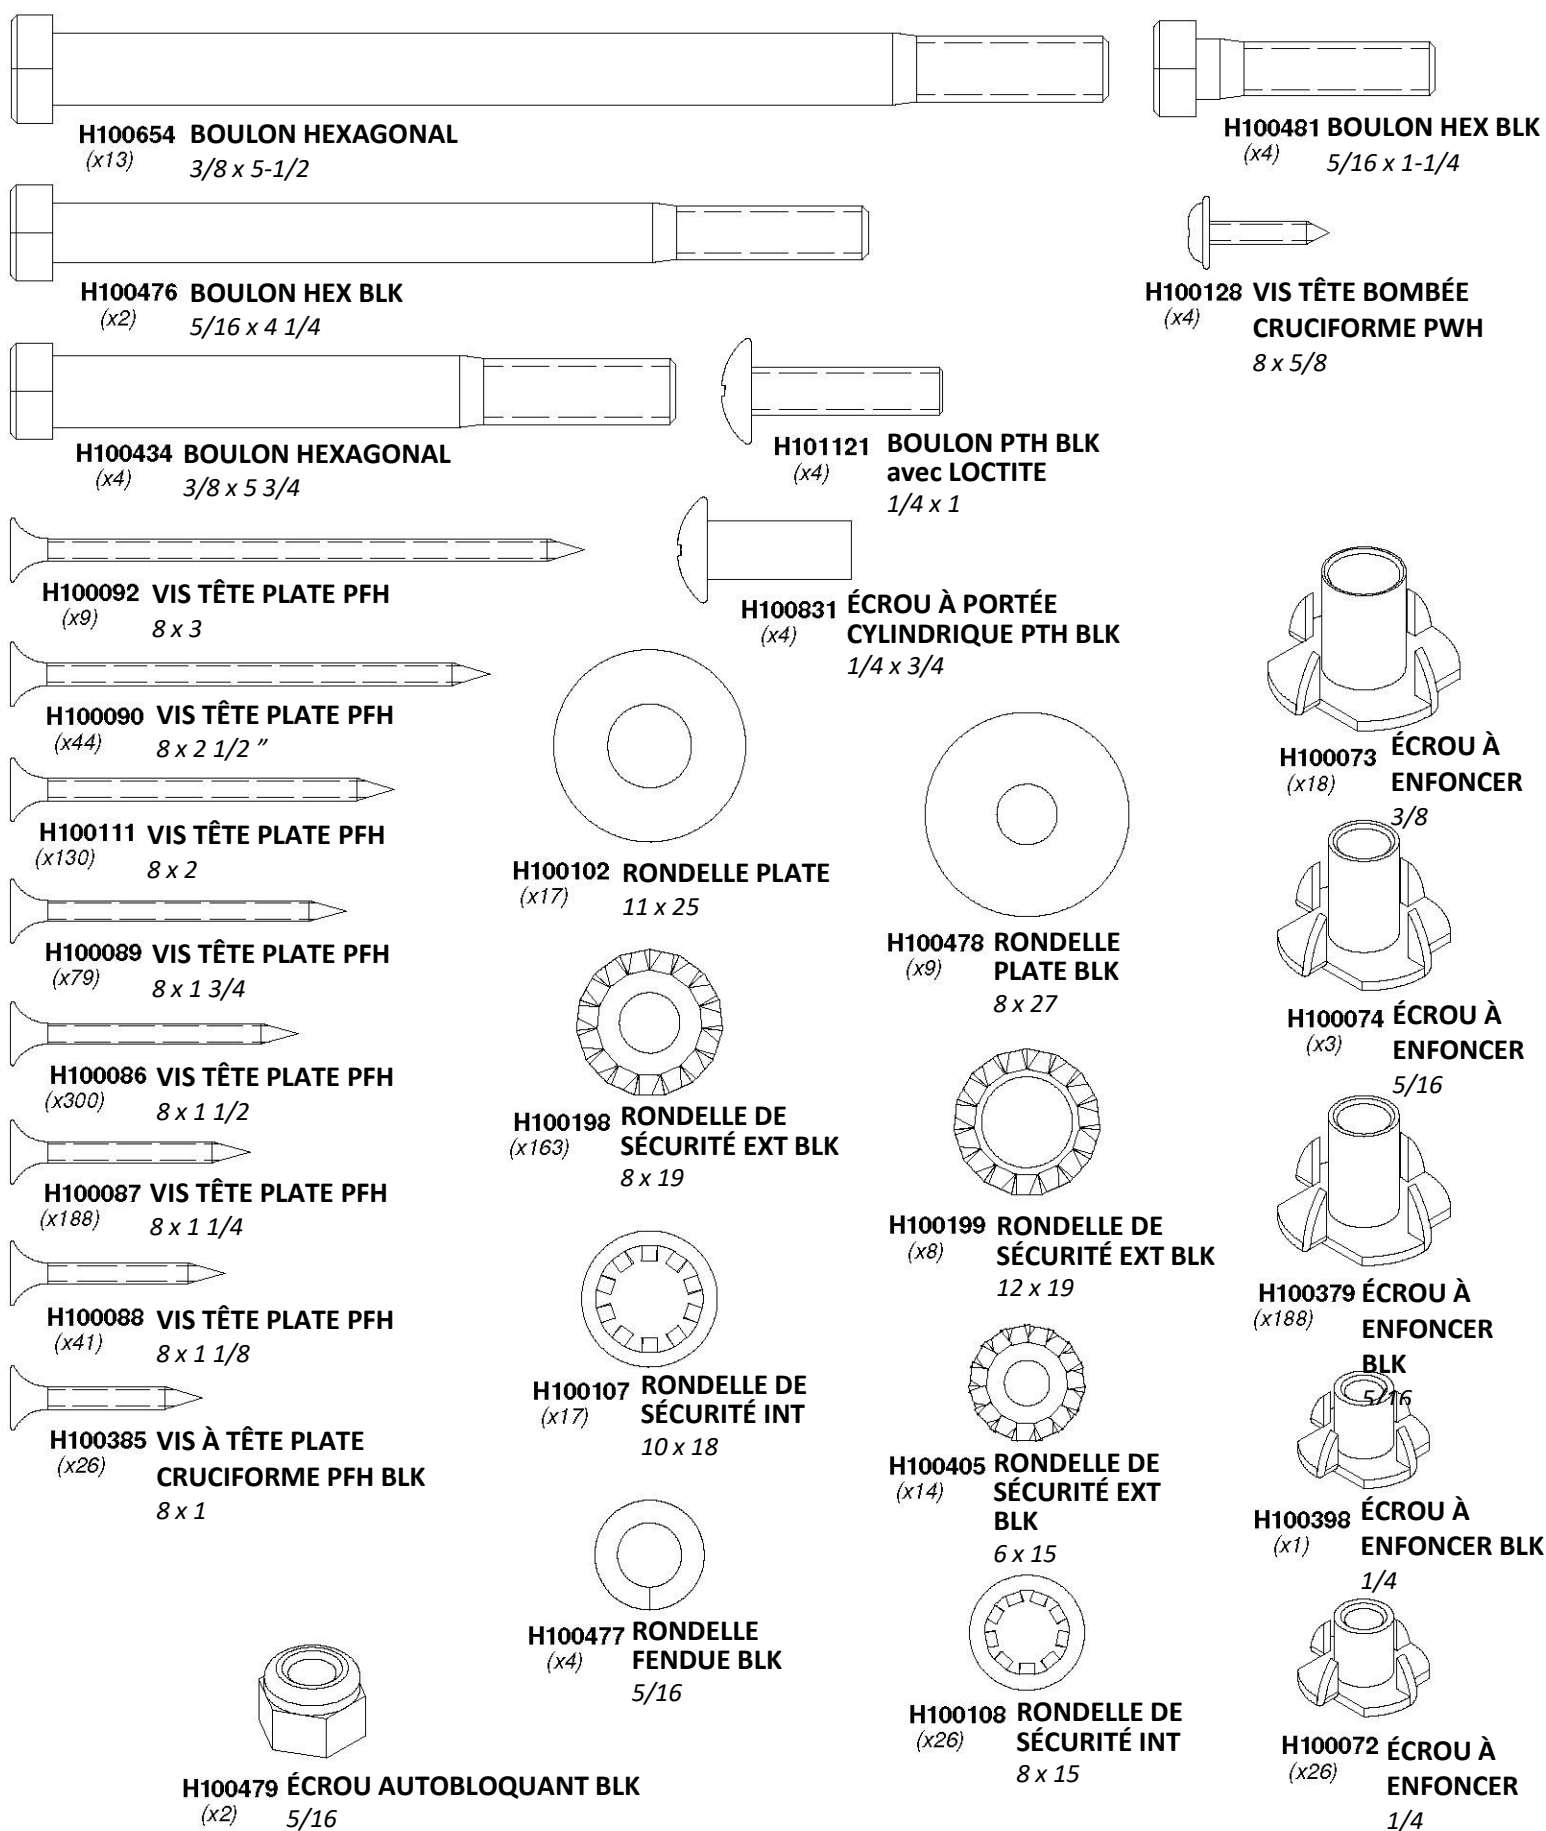 H100654 BOULON HEXAGONAL
(x13) 3/8 x 5-1/2
H100481 BOULON HEX BLK
(x4) 5/16 x 1-1/4
H100476 BOULON HEX BLK
(x2) 5/16 x 4 1/4
H100128 VIS TÊTE BOMBÉE
(x4) CRUCIFORME PWH
8 x 5/8
H100434 BOULON HEXAGONAL
(x4) 3/8 x 5 3/4
H101121 BOULON PTH BLK
(x4) avec LOCTITE
1/4 x 1
H100092 VIS TÊTE PLATE PFH
(x9) 8 x 3
H100831 ÉCROU À PORTÉE
(x4) CYLINDRIQUE PTH BLK
1/4 x 3/4
H100090 VIS TÊTE PLATE PFH
(x44) 8 x 2 1/2 ”
H100111 VIS TÊTE PLATE PFH
(x130) 8 x 2
H100089 VIS TÊTE PLATE PFH
(x79) 8 x 1 3/4
H100086 VIS TÊTE PLATE PFH
(x300) 8 x 1 1/2
H100087 VIS TÊTE PLATE PFH
(x188) 8 x 1 1/4
H100088 VIS TÊTE PLATE PFH
(x41) 8 x 1 1/8
H100385 VIS À TÊTE PLATE
(x26) CRUCIFORME PFH BLK
8 x 1
H100479 ÉCROU AUTOBLOQUANT BLK
(x2) 5/16
H100102 RONDELLE PLATE
(x17) 11 x 25
H100198 RONDELLE DE
(x163) SÉCURITÉ EXT BLK
8 x 19
H100107 RONDELLE DE
(x17) SÉCURITÉ INT
10 x 18
H100477 RONDELLE
(x4) FENDUE BLK
5/16
H100478 RONDELLE
(x9) PLATE BLK
8 x 27
H100199 RONDELLE DE
(x8) SÉCURITÉ EXT BLK
12 x 19
H100405 RONDELLE DE
(x14) SÉCURITÉ EXT
BLK
6 x 15
H100108 RONDELLE DE
(x26) SÉCURITÉ INT
8 x 15
H100073 ÉCROU À
(x18) ENFONCER
3/8
H100074 ÉCROU À
(x3) ENFONCER
5/16
H100379 ÉCROU À
(x188) ENFONCER
BLK
5/16
H100398 ÉCROU À
(x1) ENFONCER BLK
1/4
H100072 ÉCROU À
(x26) ENFONCER
1/4